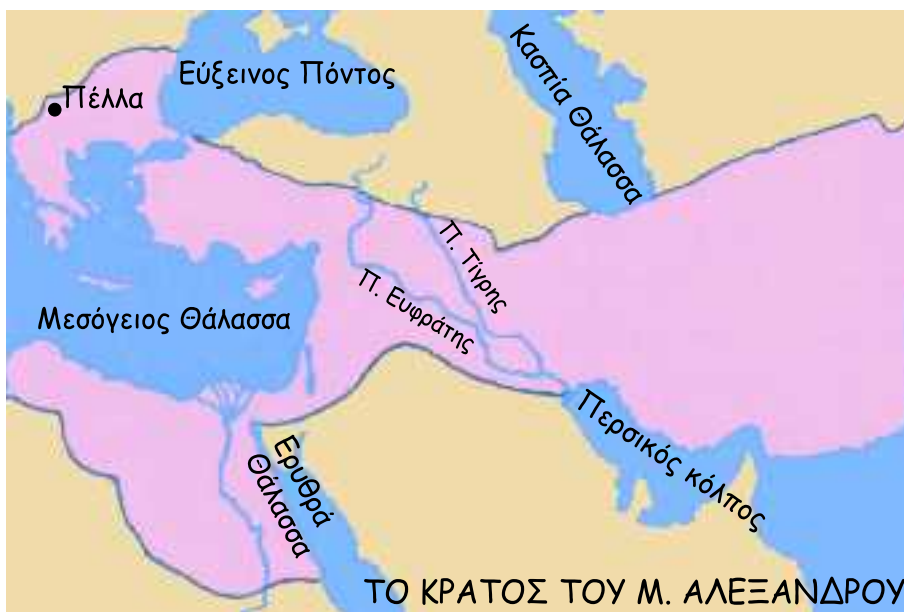 Εύξεινος Πόντος
Πέλλα
Κασπία Θάλασσα
Π. Τίγρης
Π. Ευφράτης
Μεσόγειος Θάλασσα
Περσικός κόλπος
Ερυθρά
Θάλασσα
ΤΟ ΚΡΑΤΟΣ ΤΟΥ Μ. ΑΛΕΞΑΝΔΡΟΥ